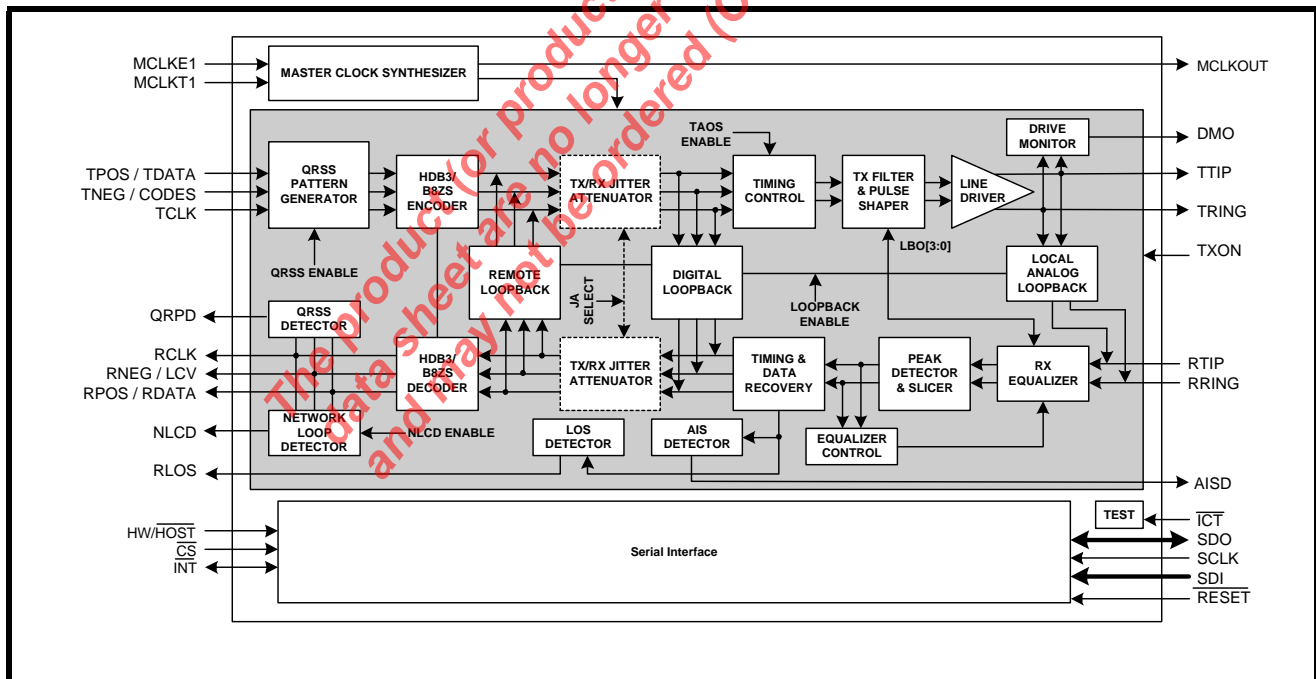 MCLKE1
MCLKT1
MASTER CLOCK SYNTHESIZER
MCLKOUT
TAOS
ENABLE
DRIVE
MONITOR
DMO
TPOS / TDATA
TNEG / CODES
TCLK
QRSS
PATTERN
GENERATOR
HDB3/
B8ZS
ENCODER
TX/RX JITTER
ATTENUATOR
TIMING
CONTROL
TX FILTER
& PULSE
SHAPER
LINE
DRIVER
TTIP
TRING
LBO[3:0]
TXON
QRSS ENABLE
REMOTE
LOOPBACK
JA
SELECT
DIGITAL
LOOPBACK
LOOPBACK
ENABLE
LOCAL
ANALOG
LOOPBACK
QRPD
QRSS
DETECTOR
RCLK
RNEG / LCV
RPOS / RDATA
HDB3/
B8ZS
DECODER
TX/RX JITTER
ATTENUATOR
TIMING &
DATA
RECOVERY
PEAK
DETECTOR
& SLICER
RX
EQUALIZER
RTIP
RRING
NLCD
NETWORK
LOOP
DETECTOR
NLCD ENABLE
LOS
DETECTOR
AIS
DETECTOR
EQUALIZER
CONTROL
RLOS
AISD
HW/HOST
CS
INT
Serial Interface
TEST
ICT
SDO
SCLK
SDI
RESET
The product (or produc
data sheet are no longer
and may not be ordered (O